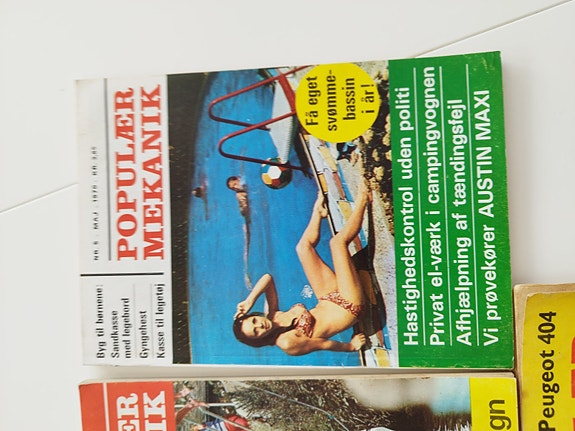 Byg til børnene:
Sandkasse
med legebord
Gyngehest
Kasse til legetøj
NR. 5 · MAJ · 1970 · KR. 3,85
POPULÆR
MEKANIK
Få eget
svømme-
bassin
i år!
Hastighedskontrol uden politi
Privat el-værk i campingvognen
Afhjælpning af tændingsfejl
Vi prøvekører AUSTIN MAXI
Peugeot 404